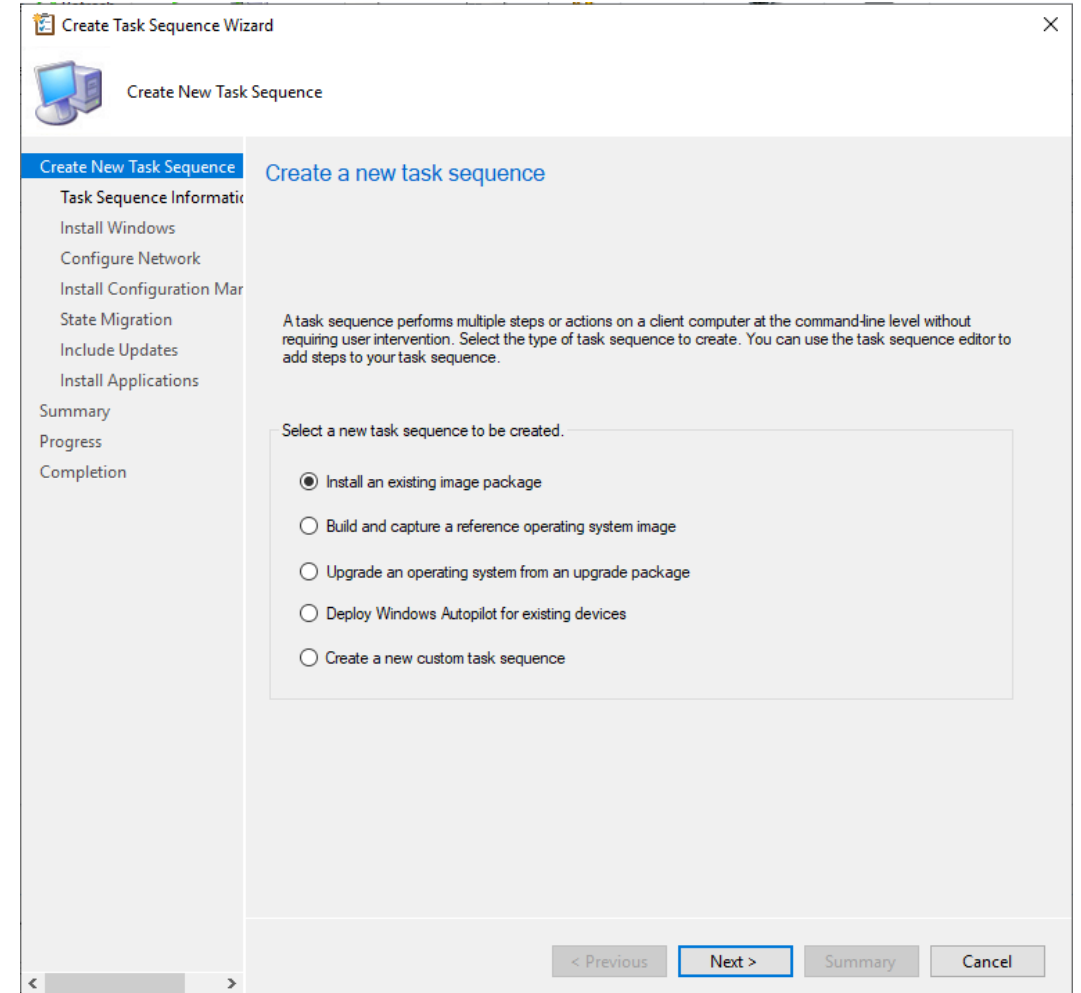 Create Task Sequence Wizard
Create New Task Sequence
Create New Task Sequence
Task Sequence Informatio
Install Windows
Configure Network
Install Configuration Mar
State Migration
Include Updates
Install Applications
Summary
Progress
Completion
Create a new task sequence
A task sequence performs multiple steps or actions on a client computer at the command-line level without
requiring user intervention. Select the type of task sequence to create. You can use the task sequence editor to
add steps to your task sequence.
Select a new task sequence to be created.
Install an existing image package
Build and capture a reference operating system image
Upgrade an operating system from an upgrade package
Deploy Windows Autopilot for existing devices
Create a new custom task sequence
< Previous
Next >
Summary
Cancel